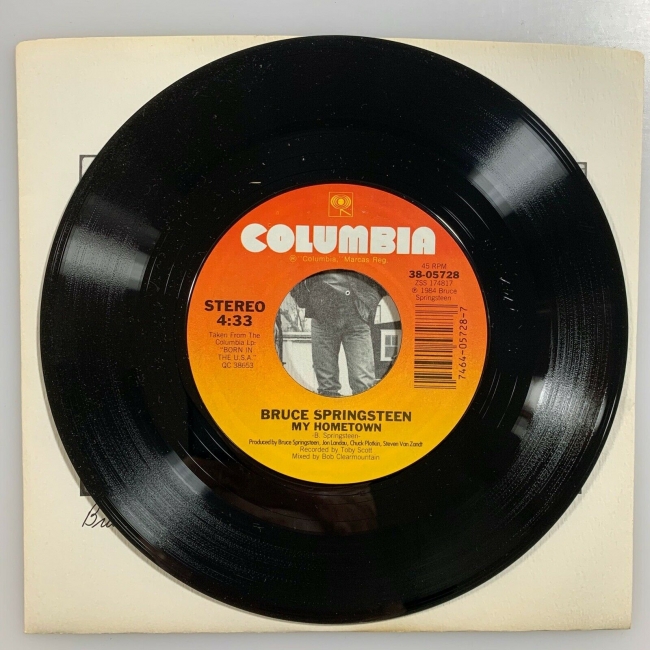 COLUMBIA
® "Columbia," Marcas Reg.
45 RPM
38-05728
ZSS 174817
℗ 1984 Bruce
Springsteen
STEREO
4:33
Taken From The
Columbia Lp:
"BORN IN
THE U.S.A."
QC 38653
7464-05728-7
BRUCE SPRINGSTEEN
MY HOMETOWN
-B. Springsteen-
Produced by Bruce Springsteen, Jon Landau, Chuck Plotkin, Steven Van Zandt
Recorded by Toby Scott
Mixed by Bob Clearmountain.